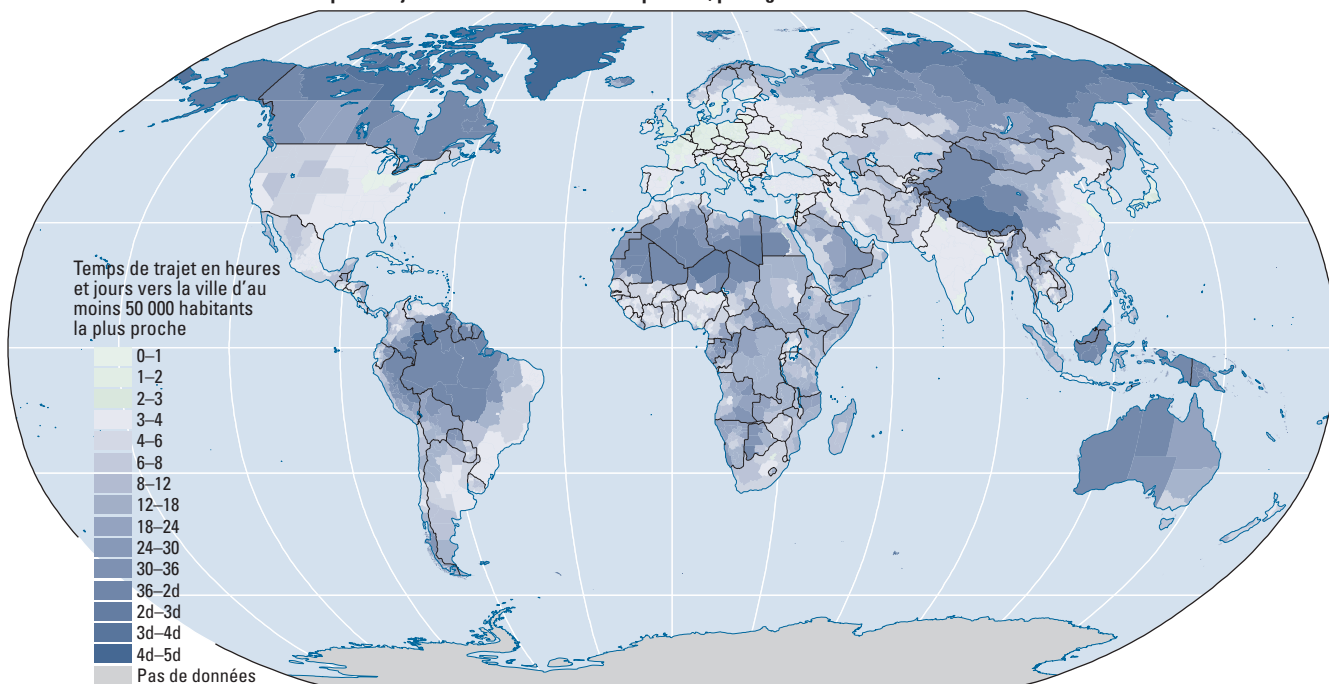 Temps de trajet en heures
et jours vers la ville d'au
moins 50 000 habitants
la plus proche
0–1
1–2
2–3
3–4
4–6
6–8
8–12
12–18
18–24
24–30
30–36
36–2d
2d–3d
3d–4d
4d–5d
Pas de données